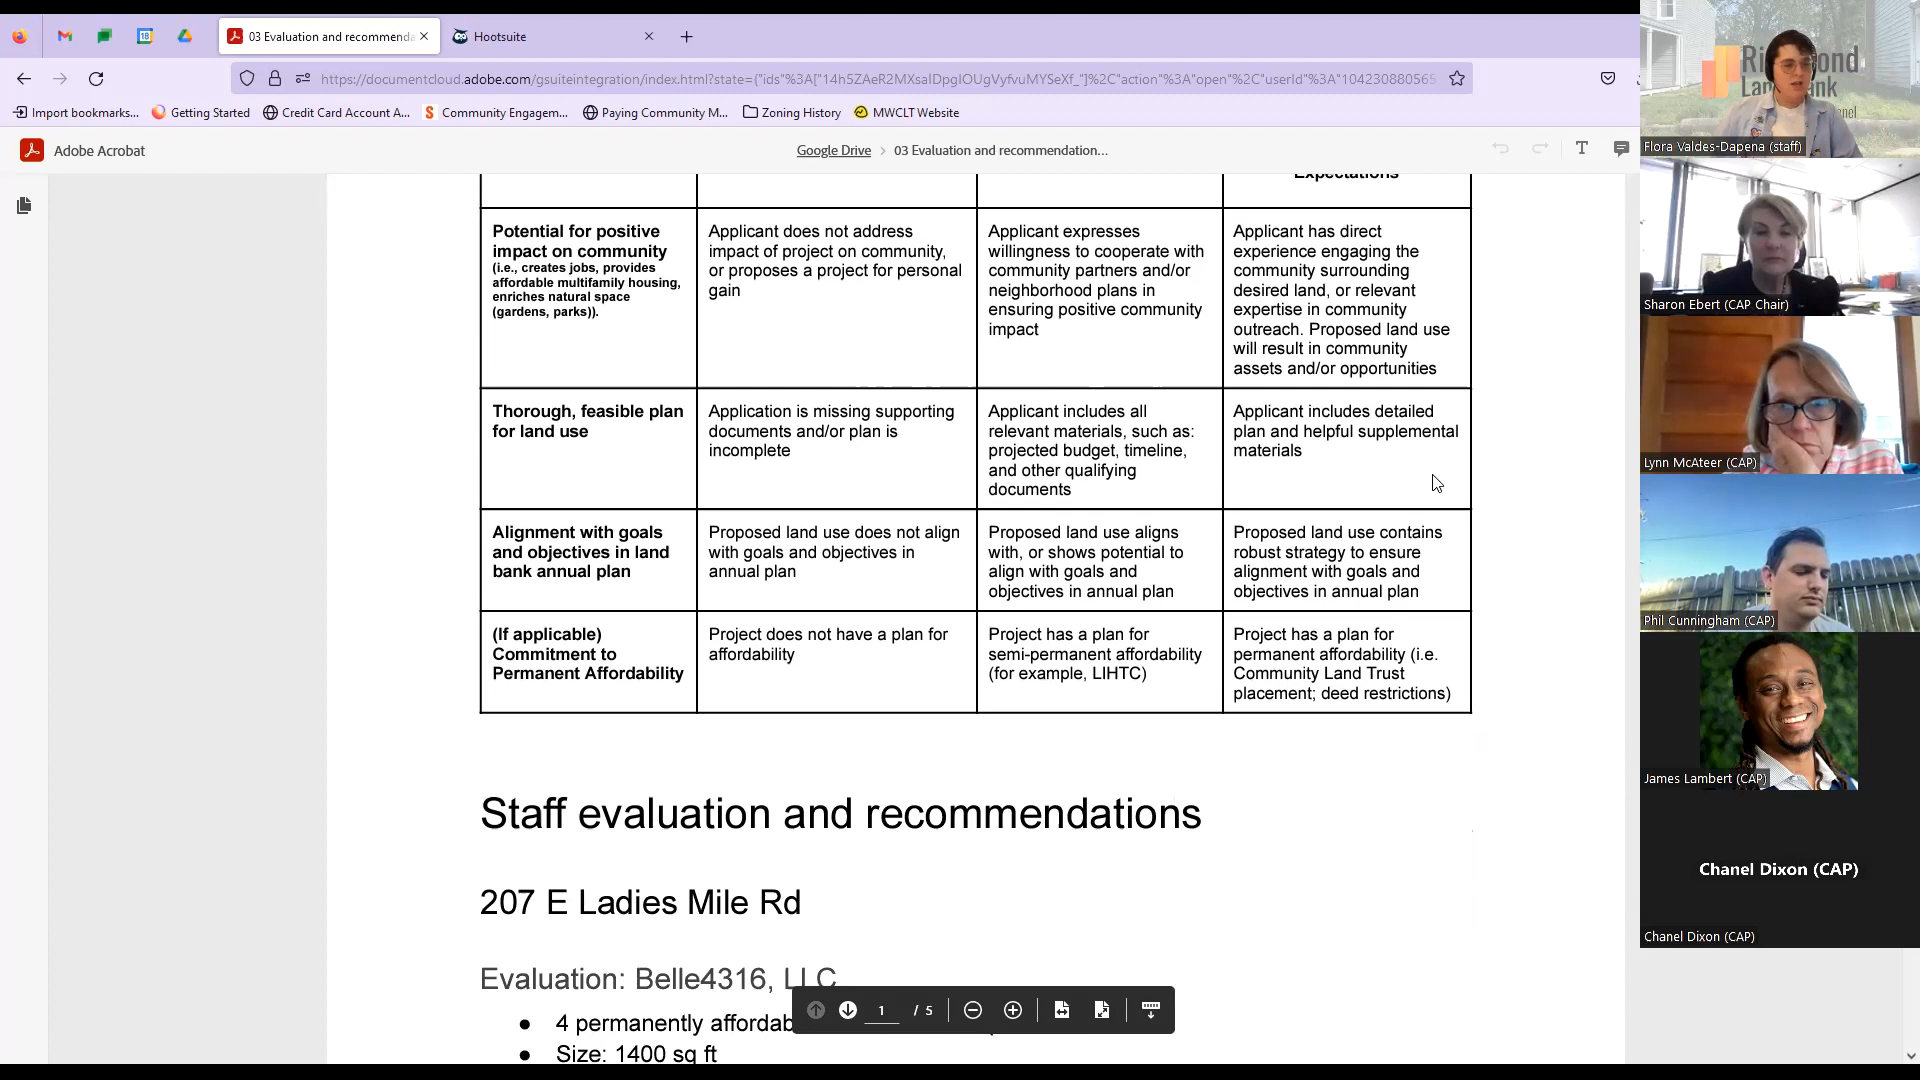 03 Evaluation and recommenda
Hootsuite
18
https://documentcloud.adobe.com/gsuiteintegration/index.html?state={"ids"%3A["14h5ZAeR2MXsaIDpgIOUgVyfvuMYSeXf_"]%2C"action"%3A"open"%2C"userId"%3A"104230880565
Import bookmarks...
Getting Started
Credit Card Account A...
Community Engagem...
Paying Community M...
Zoning History
MWCLT Website
Adobe Acrobat
Google Drive > 03 Evaluation and recommendation...
Expectations
Potential for positive
impact on community
(i.e., creates jobs, provides
affordable multifamily housing,
enriches natural space
(gardens, parks)).
Applicant does not address
impact of project on community,
or proposes a project for personal
gain
Applicant expresses
willingness to cooperate with
community partners and/or
neighborhood plans in
ensuring positive community
impact
Applicant has direct
experience engaging the
community surrounding
desired land, or relevant
expertise in community
outreach. Proposed land use
will result in community
assets and/or opportunities
Thorough, feasible plan
for land use
Application is missing supporting
documents and/or plan is
incomplete
Applicant includes all
relevant materials, such as:
projected budget, timeline,
and other qualifying
documents
Applicant includes detailed
plan and helpful supplemental
materials
Alignment with goals
and objectives in land
bank annual plan
Proposed land use does not align
with goals and objectives in
annual plan
Proposed land use aligns
with, or shows potential to
align with goals and
objectives in annual plan
Proposed land use contains
robust strategy to ensure
alignment with goals and
objectives in annual plan
(If applicable)
Commitment to
Permanent Affordability
Project does not have a plan for
affordability
Project has a plan for
semi-permanent affordability
(for example, LIHTC)
Project has a plan for
permanent affordability (i.e.
Community Land Trust
placement; deed restrictions)
Staff evaluation and recommendations
207 E Ladies Mile Rd
Evaluation: Belle4316, LLC
● 4 permanently affordab
● Size: 1400 sq ft
1 / 5
Flora Valdes-Dapena (staff)
Sharon Ebert (CAP Chair)
Lynn McAteer (CAP)
Phil Cunningham (CAP)
James Lambert (CAP)
Chanel Dixon (CAP)
Chanel Dixon (CAP)